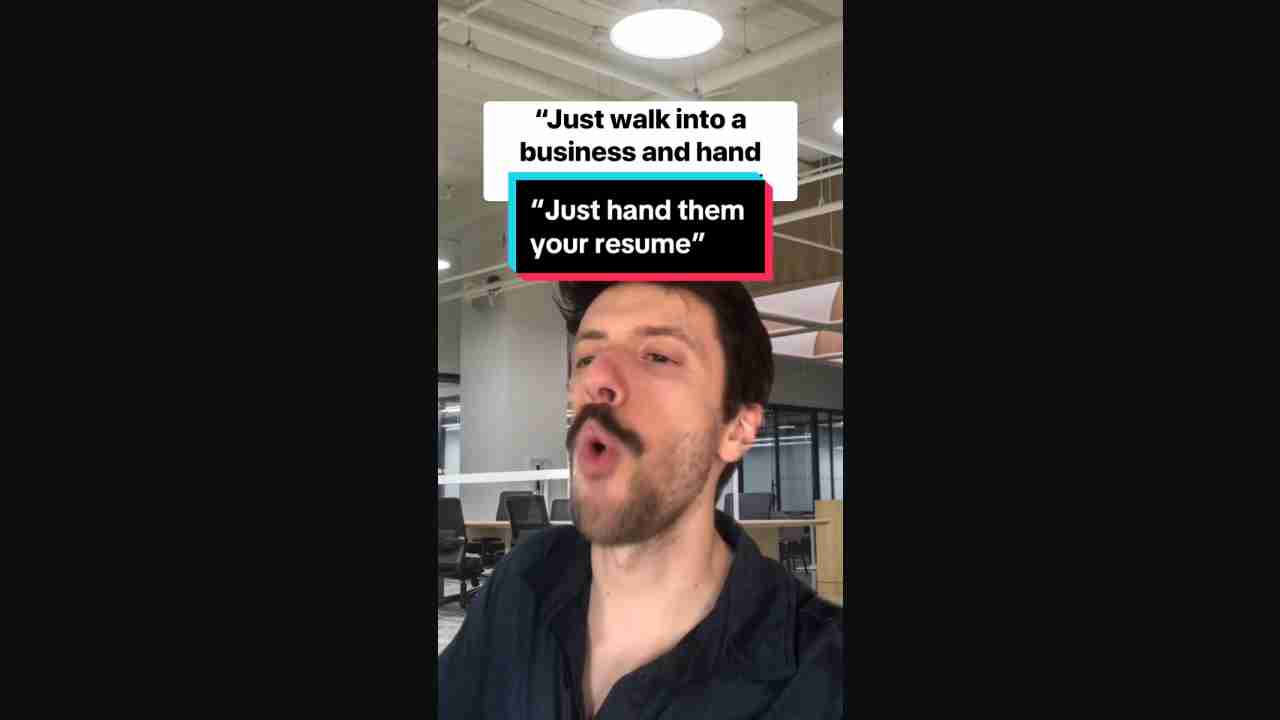 “Just walk into a
business and hand
“Just hand them
your resume”